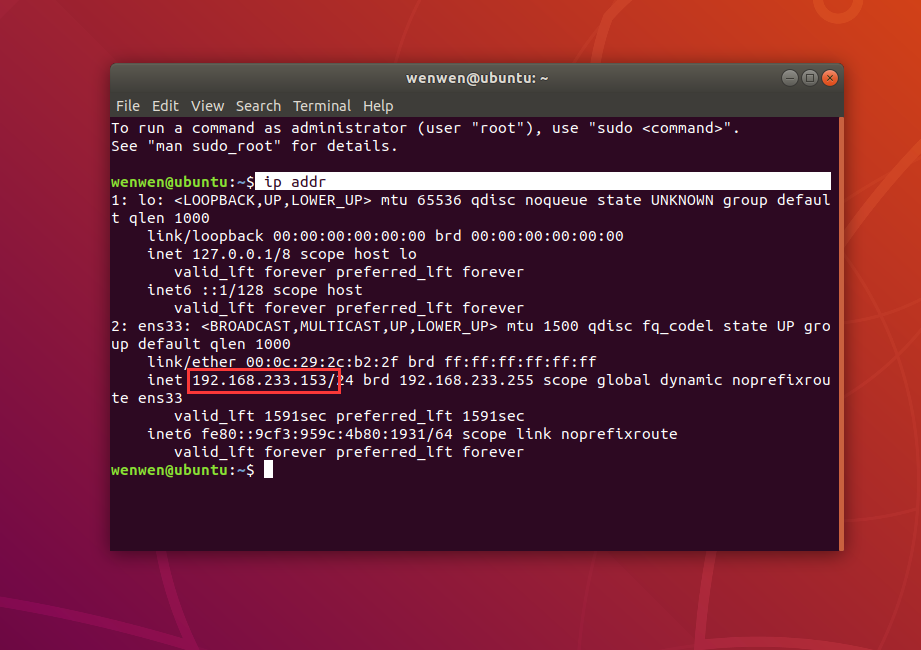 wenwen@ubuntu: ~
File Edit View Search Terminal Help
To run a command as administrator (user "root"), use "sudo <command>".
See "man sudo_root" for details.
wenwen@ubuntu:~$ ip addr
1: lo: <LOOPBACK,UP,LOWER_UP> mtu 65536 qdisc noqueue state UNKNOWN group defaul
t qlen 1000
link/loopback 00:00:00:00:00:00 brd 00:00:00:00:00:00
inet 127.0.0.1/8 scope host lo
valid_lft forever preferred_lft forever
inet6 ::1/128 scope host
valid_lft forever preferred_lft forever
2: ens33: <BROADCAST,MULTICAST,UP,LOWER_UP> mtu 1500 qdisc fq_codel state UP gro
up default qlen 1000
link/ether 00:0c:29:2c:b2:2f brd ff:ff:ff:ff:ff:ff
inet 192.168.233.153/24 brd 192.168.233.255 scope global dynamic noprefixrou
te ens33
valid_lft 1591sec preferred_lft 1591sec
inet6 fe80::9cf3:959c:4b80:1931/64 scope link noprefixroute
valid_lft forever preferred_lft forever
wenwen@ubuntu:~$